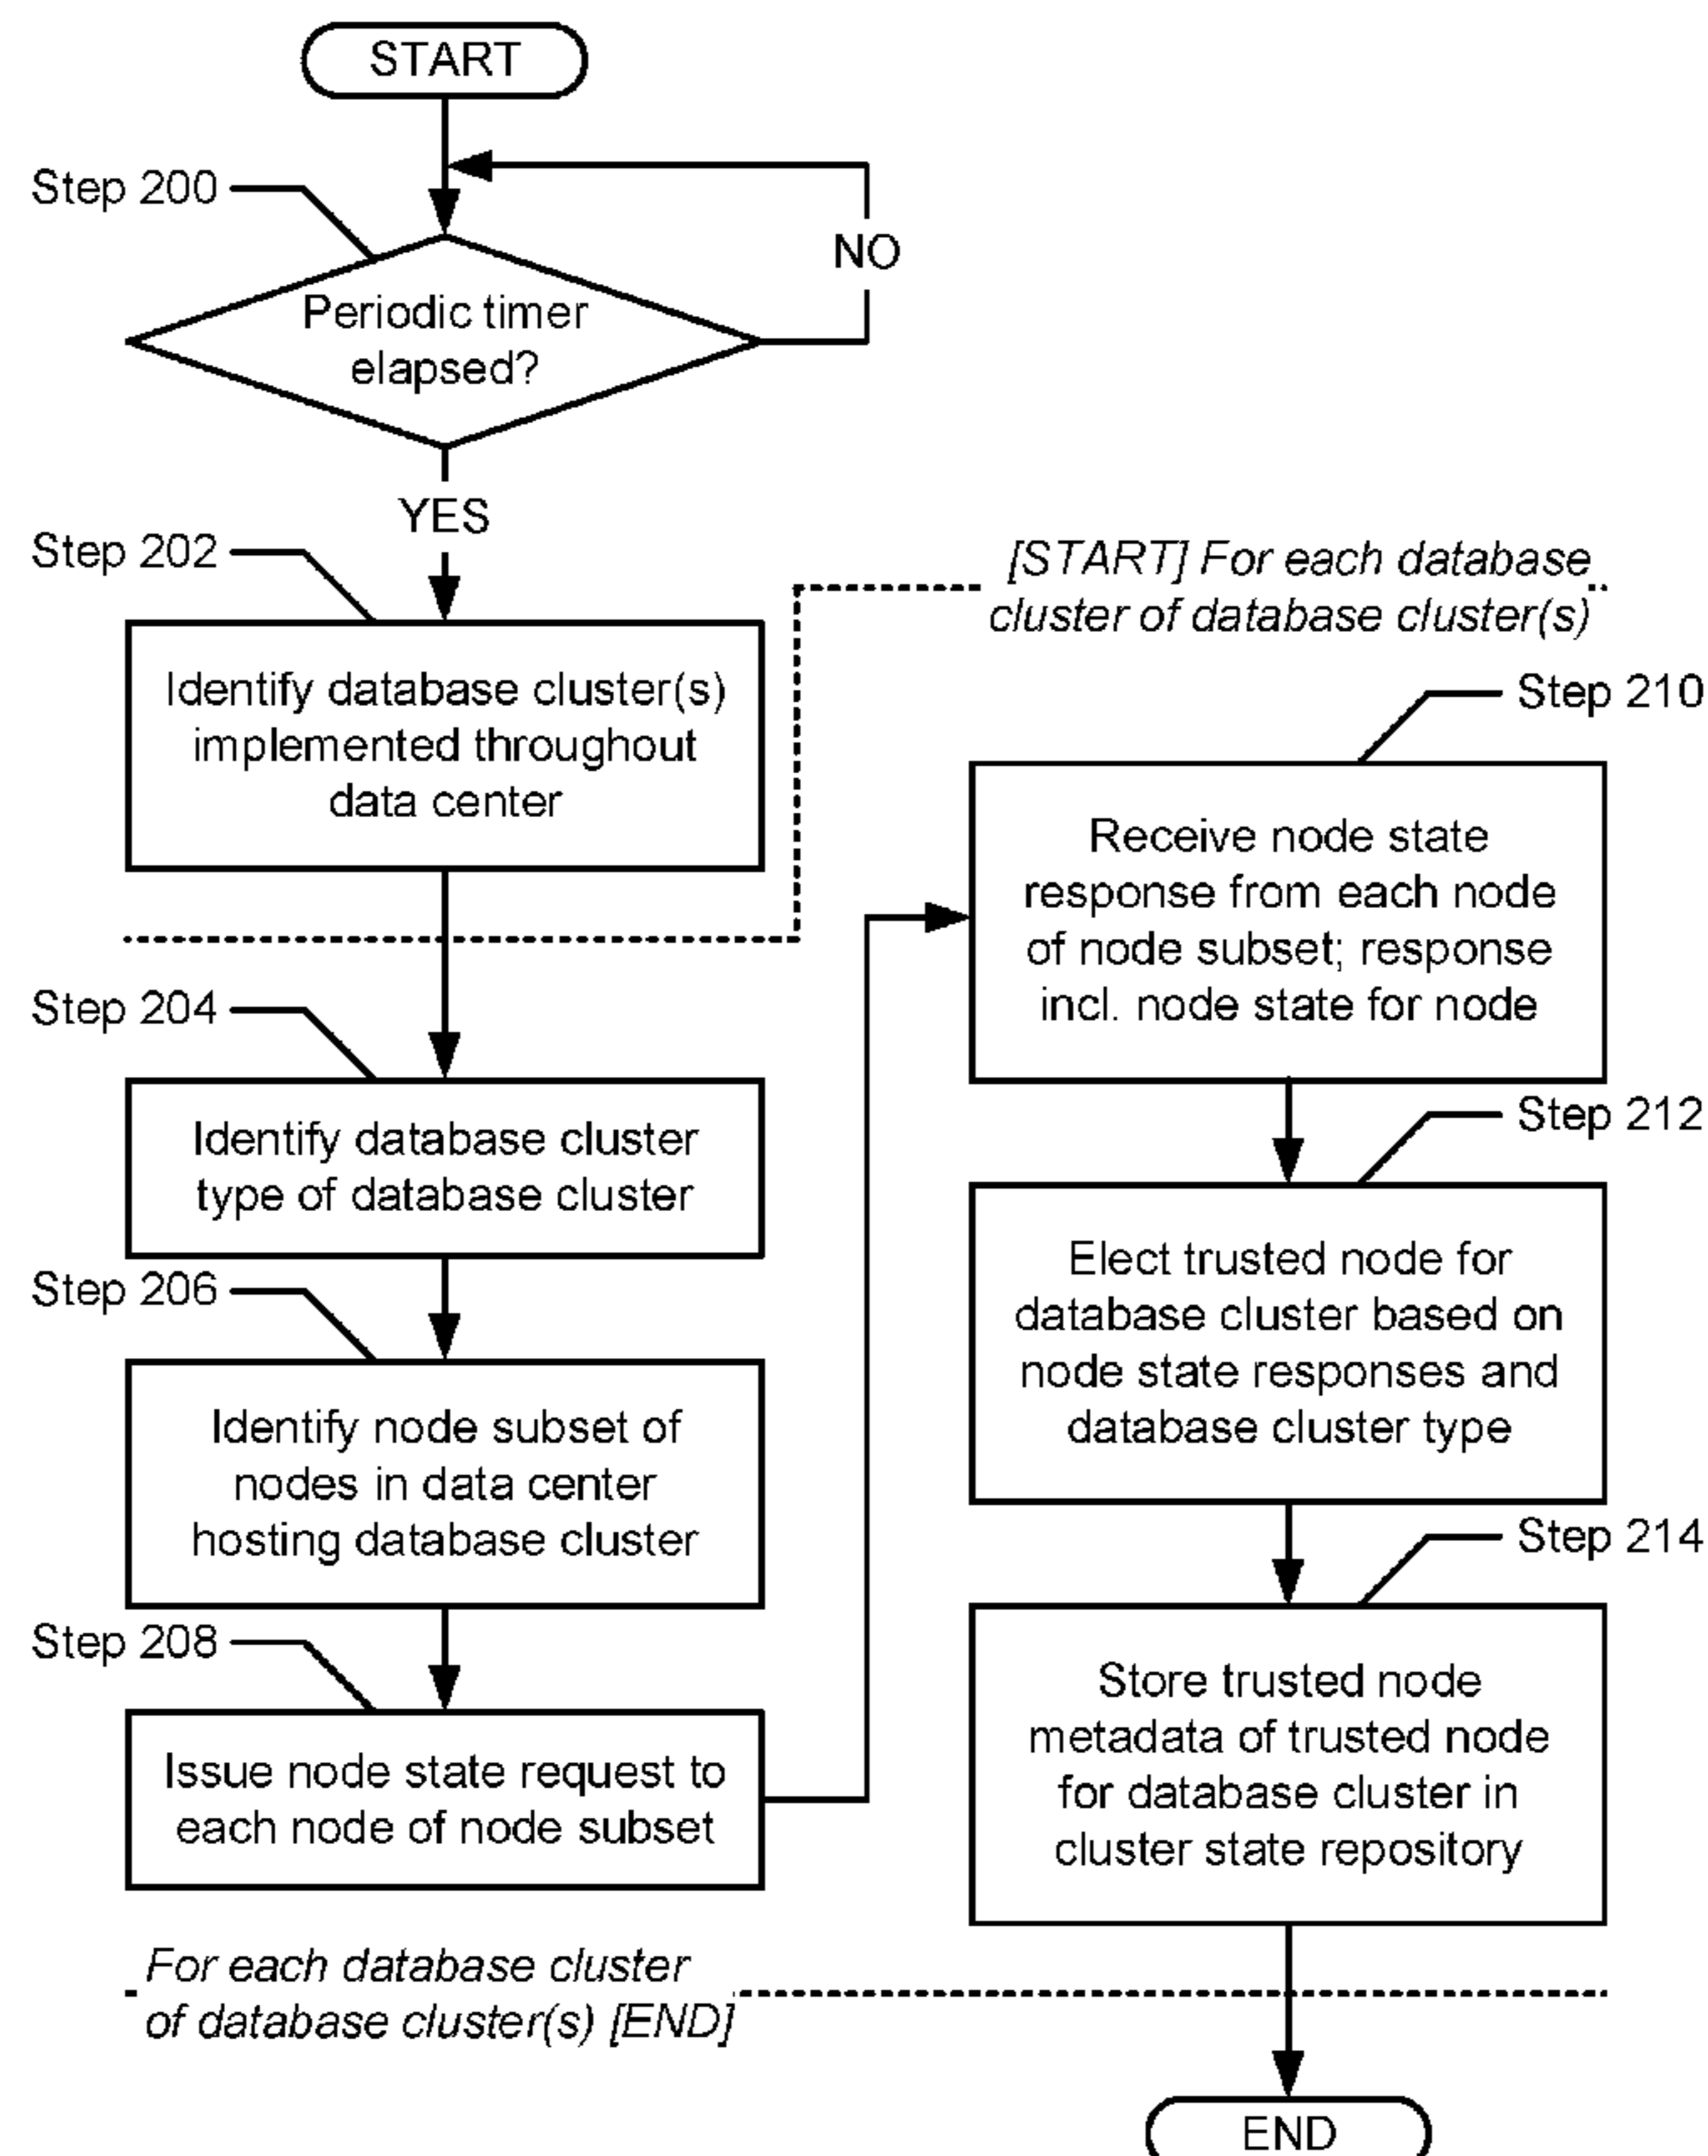 START
Step 200
NO
Periodic timer
elapsed?
YES
Step 202
Identify database cluster(s)
implemented throughout
data center
[START] For each database
cluster of database cluster(s)
Step 204
Identify database cluster
type of database cluster
Step 206
Identify node subset of
nodes in data center
hosting database cluster
Step 208
Issue node state request to
each node of node subset
Step 210
Receive node state
response from each node
of node subset; response
incl. node state for node
Step 212
Elect trusted node for
database cluster based on
node state responses and
database cluster type
Step 214
Store trusted node
metadata of trusted node
for database cluster in
cluster state repository
For each database cluster
of database cluster(s) [END]
END